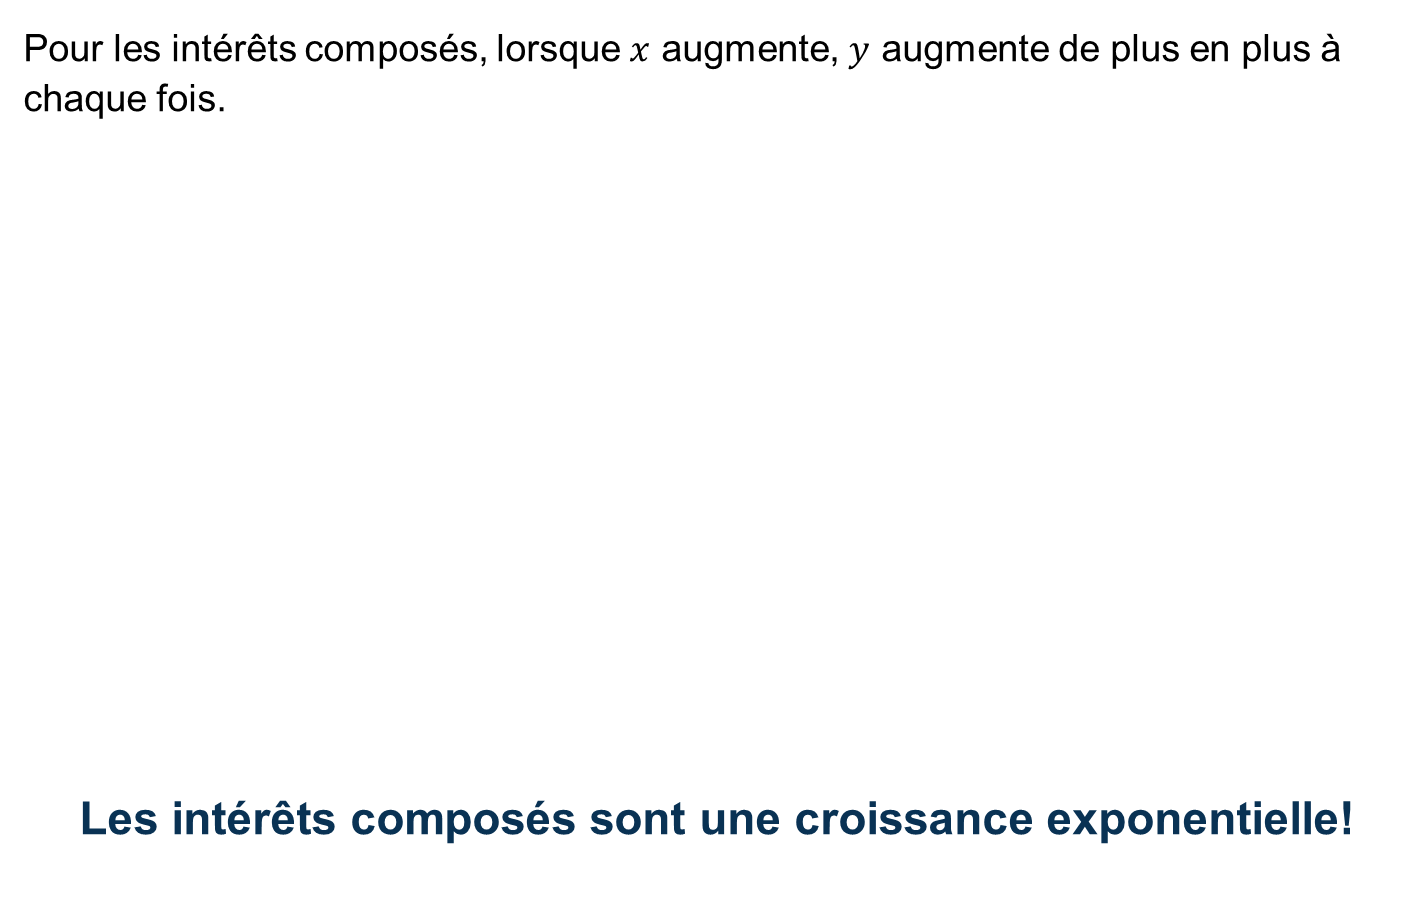 Pour les intérêts composés, lorsque x augmente, y augmente de plus en plus à
chaque fois.
Les intérêts composés sont une croissance exponentielle!